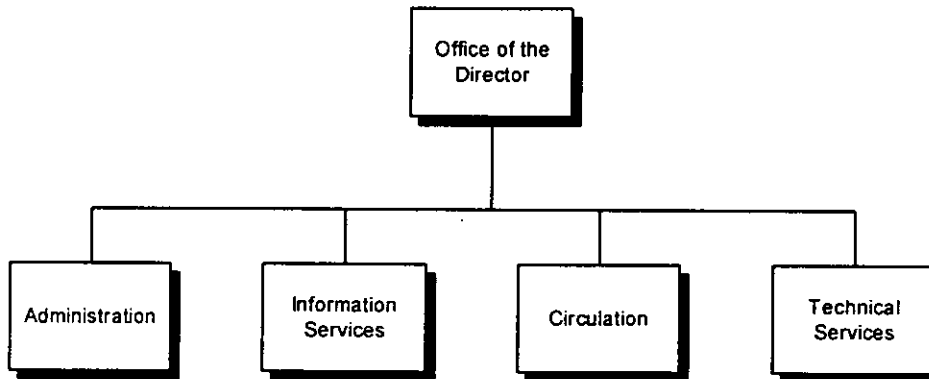 Office of the
Director
Administration
Information
Services
Circulation
Technical
Services